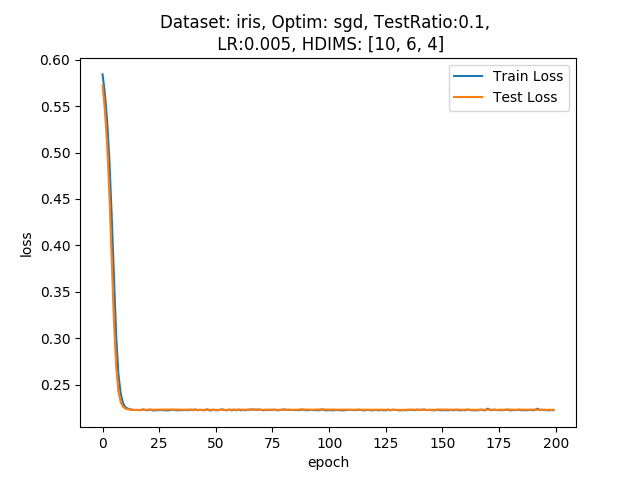 Dataset: iris, Optim: sgd, TestRatio:0.1,
LR:0.005, HDIMS: [10, 6, 4]
Train Loss
Test Loss
0.60
0.55
0.50
0.45
0.40
0.35
0.30
0.25
loss
0 25 50 75 100 125 150 175 200
epoch